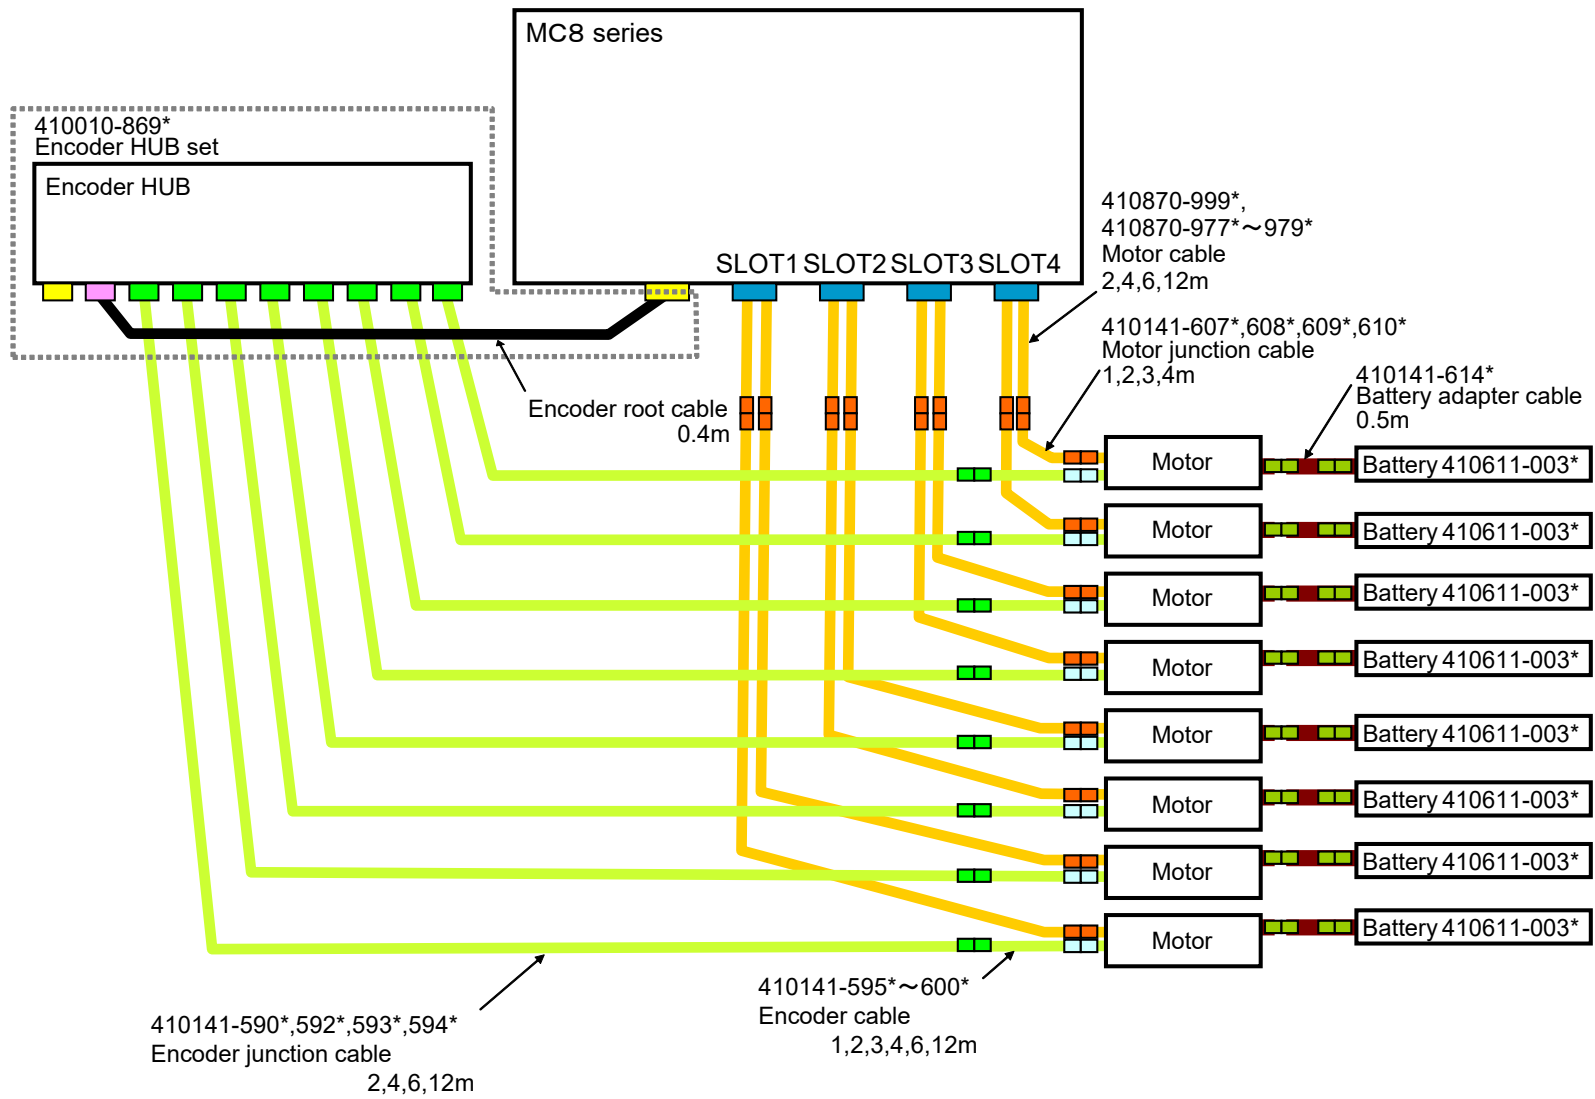 MC8 series
410010-869*
Encoder HUB set
Encoder HUB
SLOT1 SLOT2 SLOT3 SLOT4
410870-999*,
410870-977*～979*
Motor cable
2,4,6,12m
410141-607*,608*,609*,610*
Motor junction cable
1,2,3,4m
410141-614*
Battery adapter cable
0.5m
Encoder root cable
0.4m
Motor
Battery 410611-003*
Motor
Battery 410611-003*
Motor
Battery 410611-003*
Motor
Battery 410611-003*
Motor
Battery 410611-003*
Motor
Battery 410611-003*
Motor
Battery 410611-003*
Motor
Battery 410611-003*
410141-595*～600*
Encoder cable
1,2,3,4,6,12m
410141-590*,592*,593*,594*
Encoder junction cable
2,4,6,12m